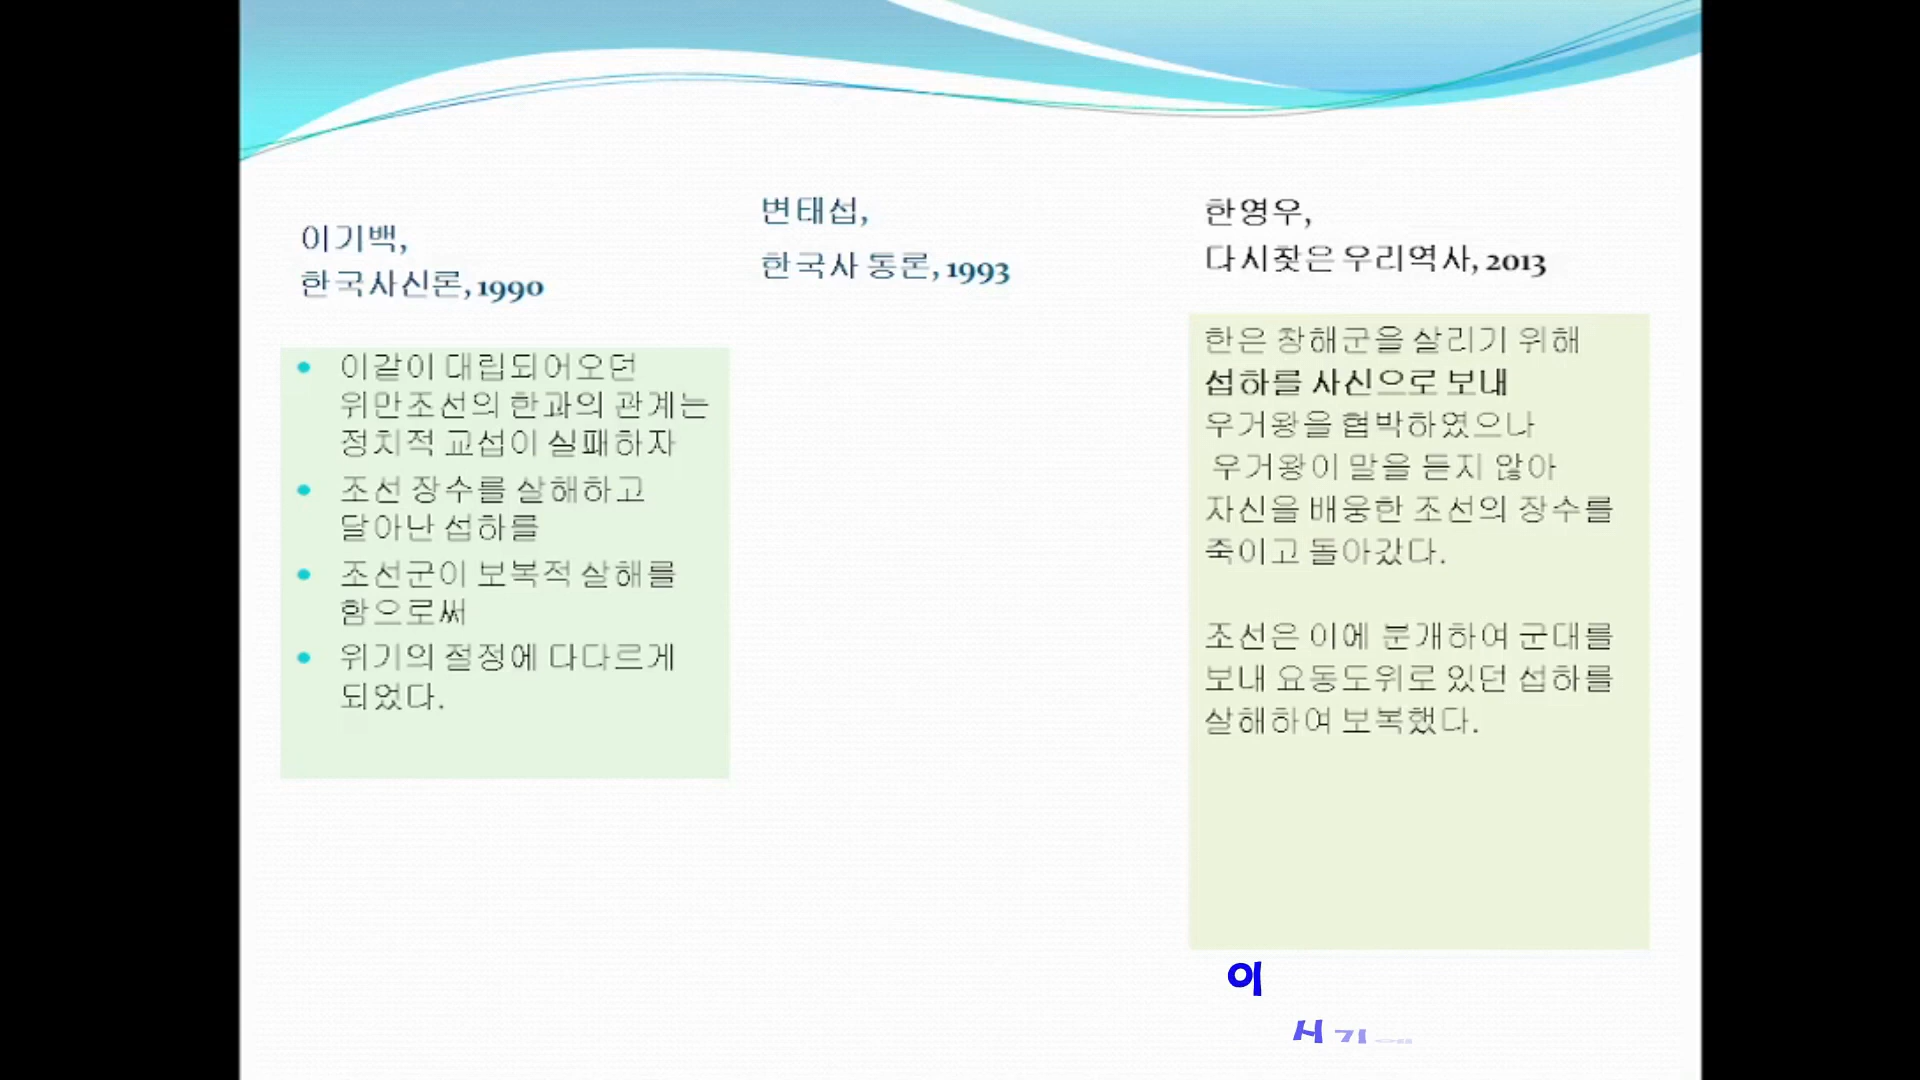 이기백,
한국사신론, 1990
이같이 대립되어오던
위만조선의 한과의 관계는
정치적 교섭이 실패하자
조선 장수를 살해하고
달아난 섭하를
조선군이 보복적 살해를
함으로써
위기의 절정에 다다르게
되었다.
변태섭,
한국사 통론, 1993
한영우,
다시찾은 우리역사, 2013
한은 창해군을 살리기 위해
섭하를 사신으로 보내
우거왕을 협박하였으나
우거왕이 말을 듣지 않아
자신을 배웅한 조선의 장수를
죽이고 돌아갔다.
조선은 이에 분개하여 군대를
보내 요동도위로 있던 섭하를
살해하여 보복했다.
이